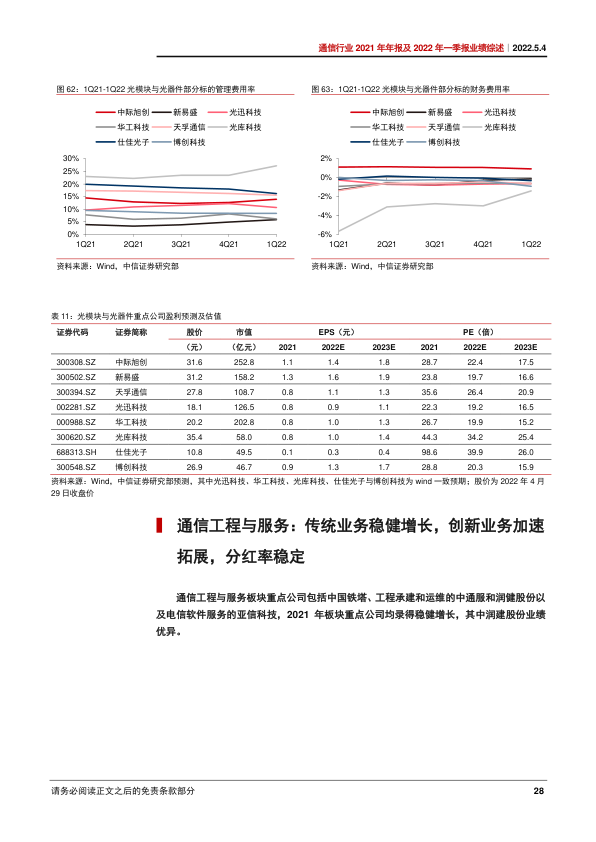 通信行业 2021 年年报及 2022 年一季报业绩综述｜2022.5.4
图 62：1Q21-1Q22 光模块与光器件部分标的管理费用率
中际旭创 新易盛 光迅科技
华工科技 天孚通信 光库科技
仕佳光子 博创科技
30%
25%
20%
15%
10%
5%
0%
1Q21 2Q21 3Q21 4Q21 1Q22
资料来源：Wind，中信证券研究部
图 63：1Q21-1Q22 光模块与光器件部分标的财务费用率
中际旭创 新易盛 光迅科技
华工科技 天孚通信 光库科技
仕佳光子 博创科技
2%
0%
-2%
-4%
-6%
1Q21 2Q21 3Q21 4Q21 1Q22
资料来源：Wind，中信证券研究部
表 11：光模块与光器件重点公司盈利预测及估值
证券代码 证券简称 股价 市值 EPS（元） PE（倍）
（元） （亿元） 2021 2022E 2023E 2021 2022E 2023E
300308.SZ 中际旭创 31.6 252.8 1.1 1.4 1.8 28.7 22.4 17.5
300502.SZ 新易盛 31.2 158.2 1.3 1.6 1.9 23.8 19.7 16.6
300394.SZ 天孚通信 27.8 108.7 0.8 1.1 1.3 35.6 26.4 20.9
002281.SZ 光迅科技 18.1 126.5 0.8 0.9 1.1 22.3 19.2 16.5
000988.SZ 华工科技 20.2 202.8 0.8 1.0 1.3 26.7 19.9 15.2
300620.SZ 光库科技 35.4 58.0 0.8 1.0 1.4 44.3 34.2 25.4
688313.SH 仕佳光子 10.8 49.5 0.1 0.3 0.4 98.6 39.9 26.0
300548.SZ 博创科技 26.9 46.7 0.9 1.3 1.7 28.8 20.3 15.9
资料来源：Wind，中信证券研究部预测，其中光迅科技、华工科技、光库科技、仕佳光子与博创科技为 wind 一致预期；股价为 2022 年 4 月
29 日收盘价
通信工程与服务：传统业务稳健增长，创新业务加速
拓展，分红率稳定
通信工程与服务板块重点公司包括中国铁塔、工程承建和运维的中通服和润健股份以
及电信软件服务的亚信科技，2021 年板块重点公司均录得稳健增长，其中润建股份业绩
优异。
请务必阅读正文之后的免责条款部分 28